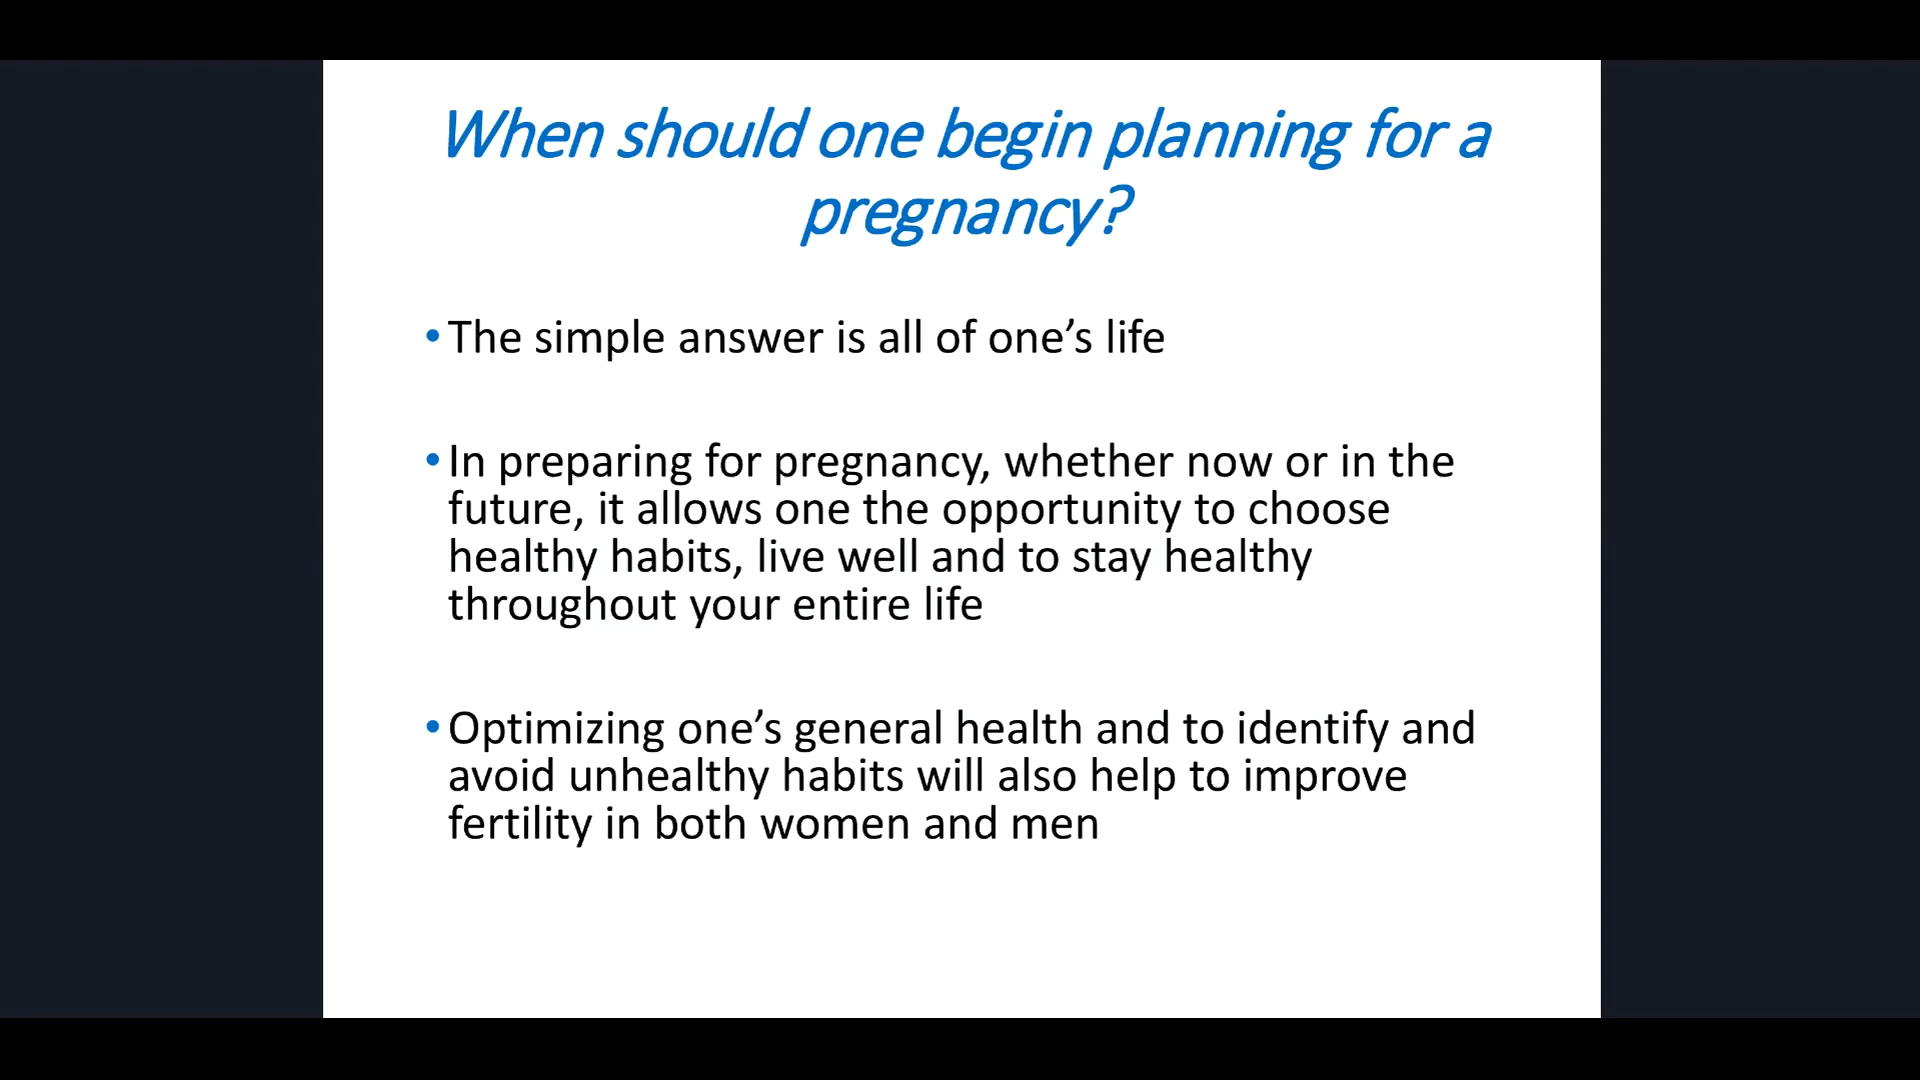 When should one begin planning for a
pregnancy?
•The simple answer is all of one’s life
•In preparing for pregnancy, whether now or in the
future, it allows one the opportunity to choose
healthy habits, live well and to stay healthy
throughout your entire life
•Optimizing one’s general health and to identify and
avoid unhealthy habits will also help to improve
fertility in both women and men